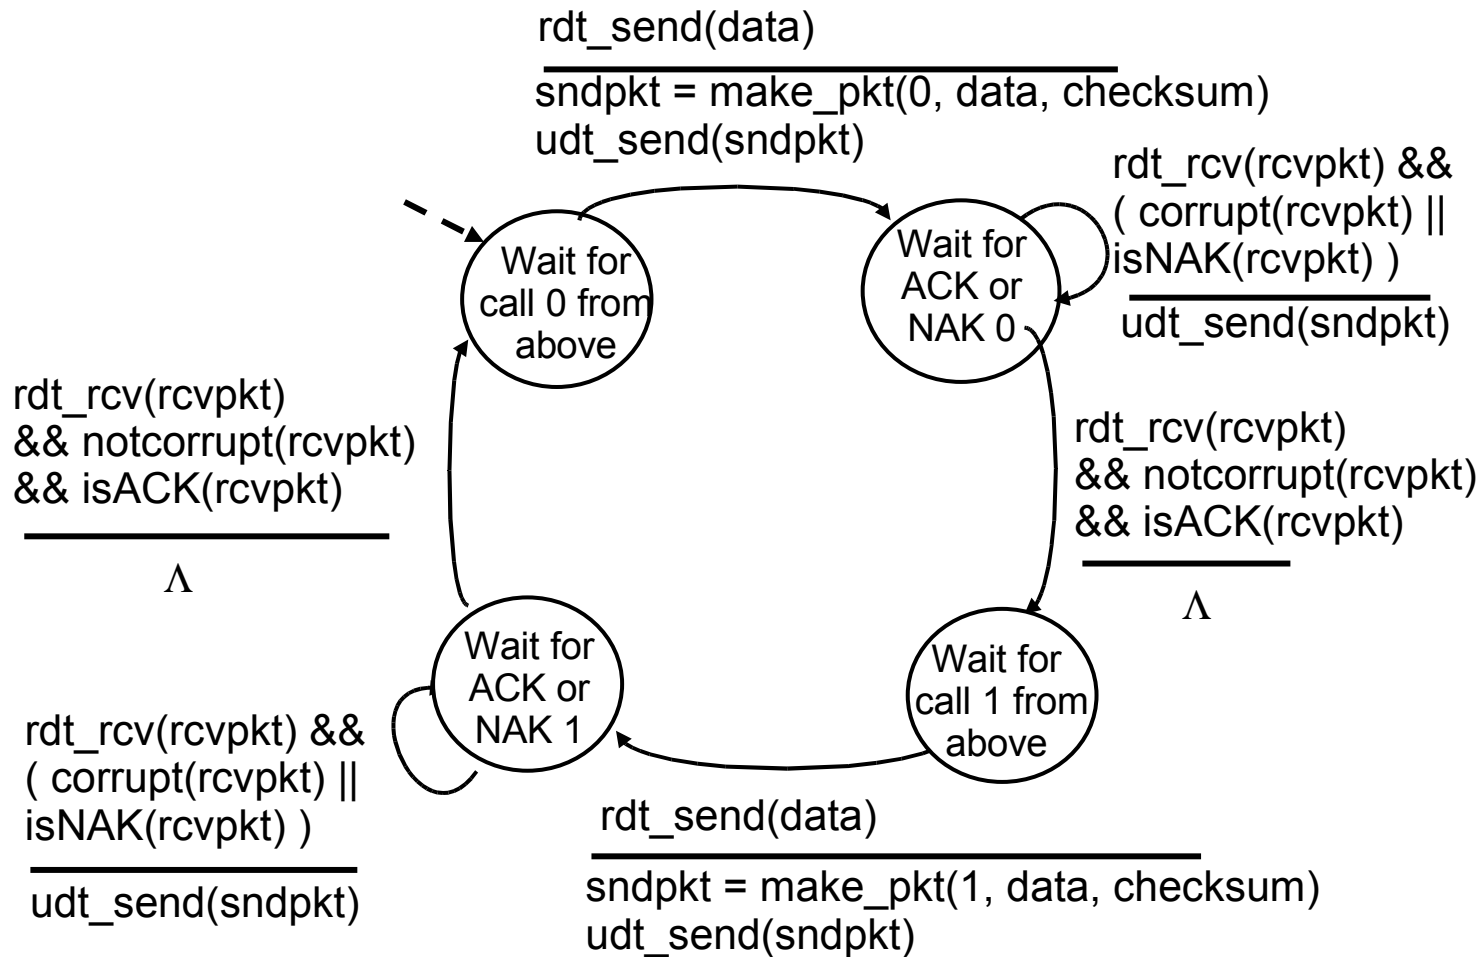 rdt_send(data)
sndpkt = make_pkt(0, data, checksum)
udt_send(sndpkt)
rdt_rcv(rcvpkt) &&
( corrupt(rcvpkt) ||
isNAK(rcvpkt) )
udt_send(sndpkt)
Wait for
call 0 from
above
Wait for
ACK or
NAK 0
rdt_rcv(rcvpkt)
&& notcorrupt(rcvpkt)
&& isACK(rcvpkt)
Λ
rdt_rcv(rcvpkt)
&& notcorrupt(rcvpkt)
&& isACK(rcvpkt)
Λ
Wait for
ACK or
NAK 1
Wait for
call 1 from
above
rdt_rcv(rcvpkt) &&
( corrupt(rcvpkt) ||
isNAK(rcvpkt) )
udt_send(sndpkt)
rdt_send(data)
sndpkt = make_pkt(1, data, checksum)
udt_send(sndpkt)